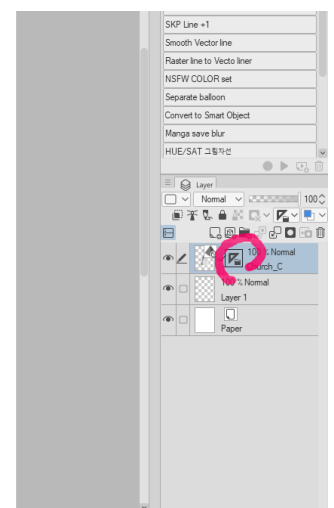 SKP Line +1
Smooth Vector line
Raster line to Vecto liner
NSFW COLOR set
Separate balloon
Convert to Smart Object
Manga save blur
HUE/SAT 그림자선
Layer
Normal 100
100 % Normal
church_C
100 % Normal
Layer 1
Paper